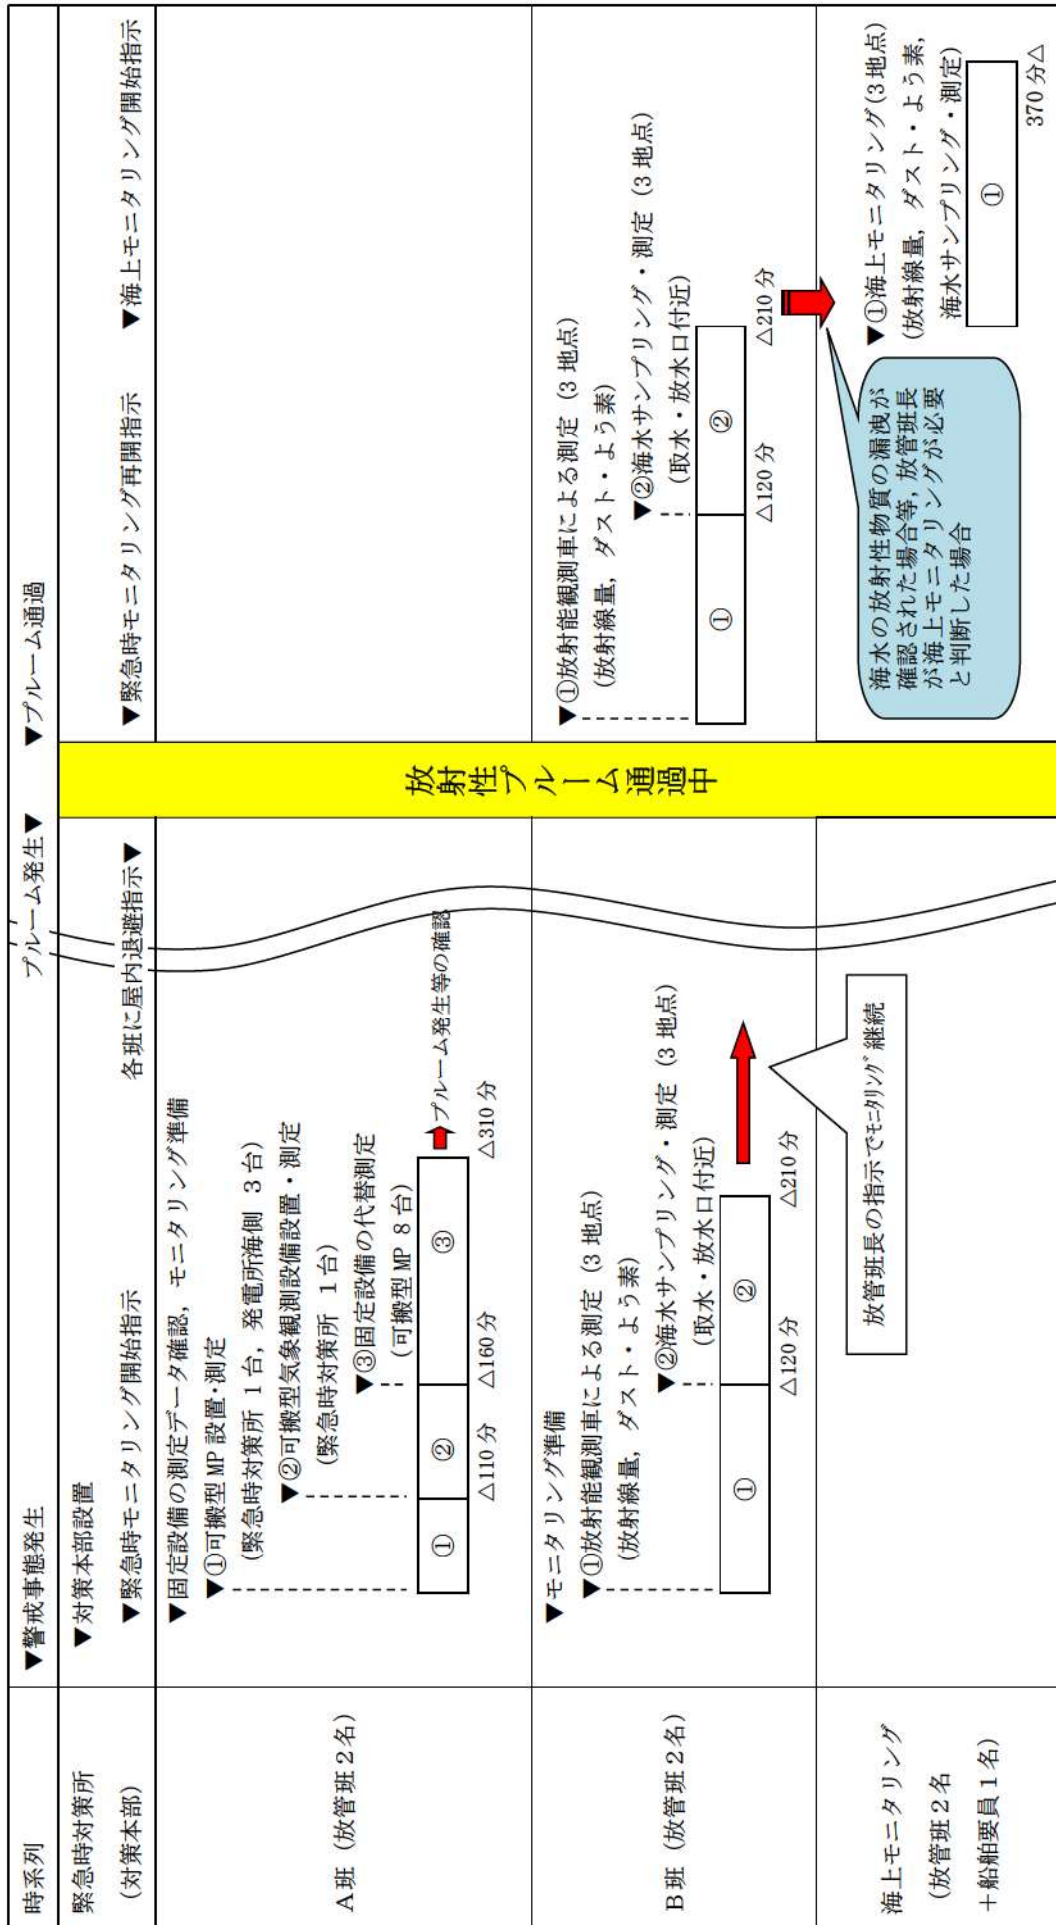 時系列
▼警戒事態発生
プルーム発生▼
▼プルーム通過
緊急時対策所
(対策本部)
▼対策本部設置
▼緊急時モニタリング開始指示
各班に屋内退避指示▼
▼緊急時モニタリング再開指示
▼海上モニタリング開始指示
A班(放管班2名)
▼固定設備の測定データ確認,モニタリング準備
▼①可搬型MP設置・測定
(緊急時対策所 1台,発電所海側 3台)
▼②可搬型気象観測設備設置・測定
(緊急時対策所 1台)
▼③固定設備の代替測定
(可搬型MP 8台)
①
②
③
プルーム発生等の確認
△110分
△160分
△310分
放射性プルーム通過中
B班(放管班2名)
▼モニタリング準備
▼①放射能観測車による測定(3地点)
(放射線量,ダスト・よう素)
▼②海水サンプリング・測定(3地点)
(取水・放水口付近)
①
②
△120分
△210分
▼①放射能観測車による測定(3地点)
(放射線量,ダスト・よう素)
▼②海水サンプリング・測定(3地点)
(取水・放水口付近)
①
②
△120分
△210分
海上モニタリング
(放管班2名
+船舶要員1名)
放管班長の指示でモニタリング継続
海水の放射性物質の漏洩が
確認された場合等,放管班長
が海上モニタリングが必要
と判断した場合
▼①海上モニタリング(3地点)
(放射線量,ダスト・よう素,
海水サンプリング・測定)
①
370分△